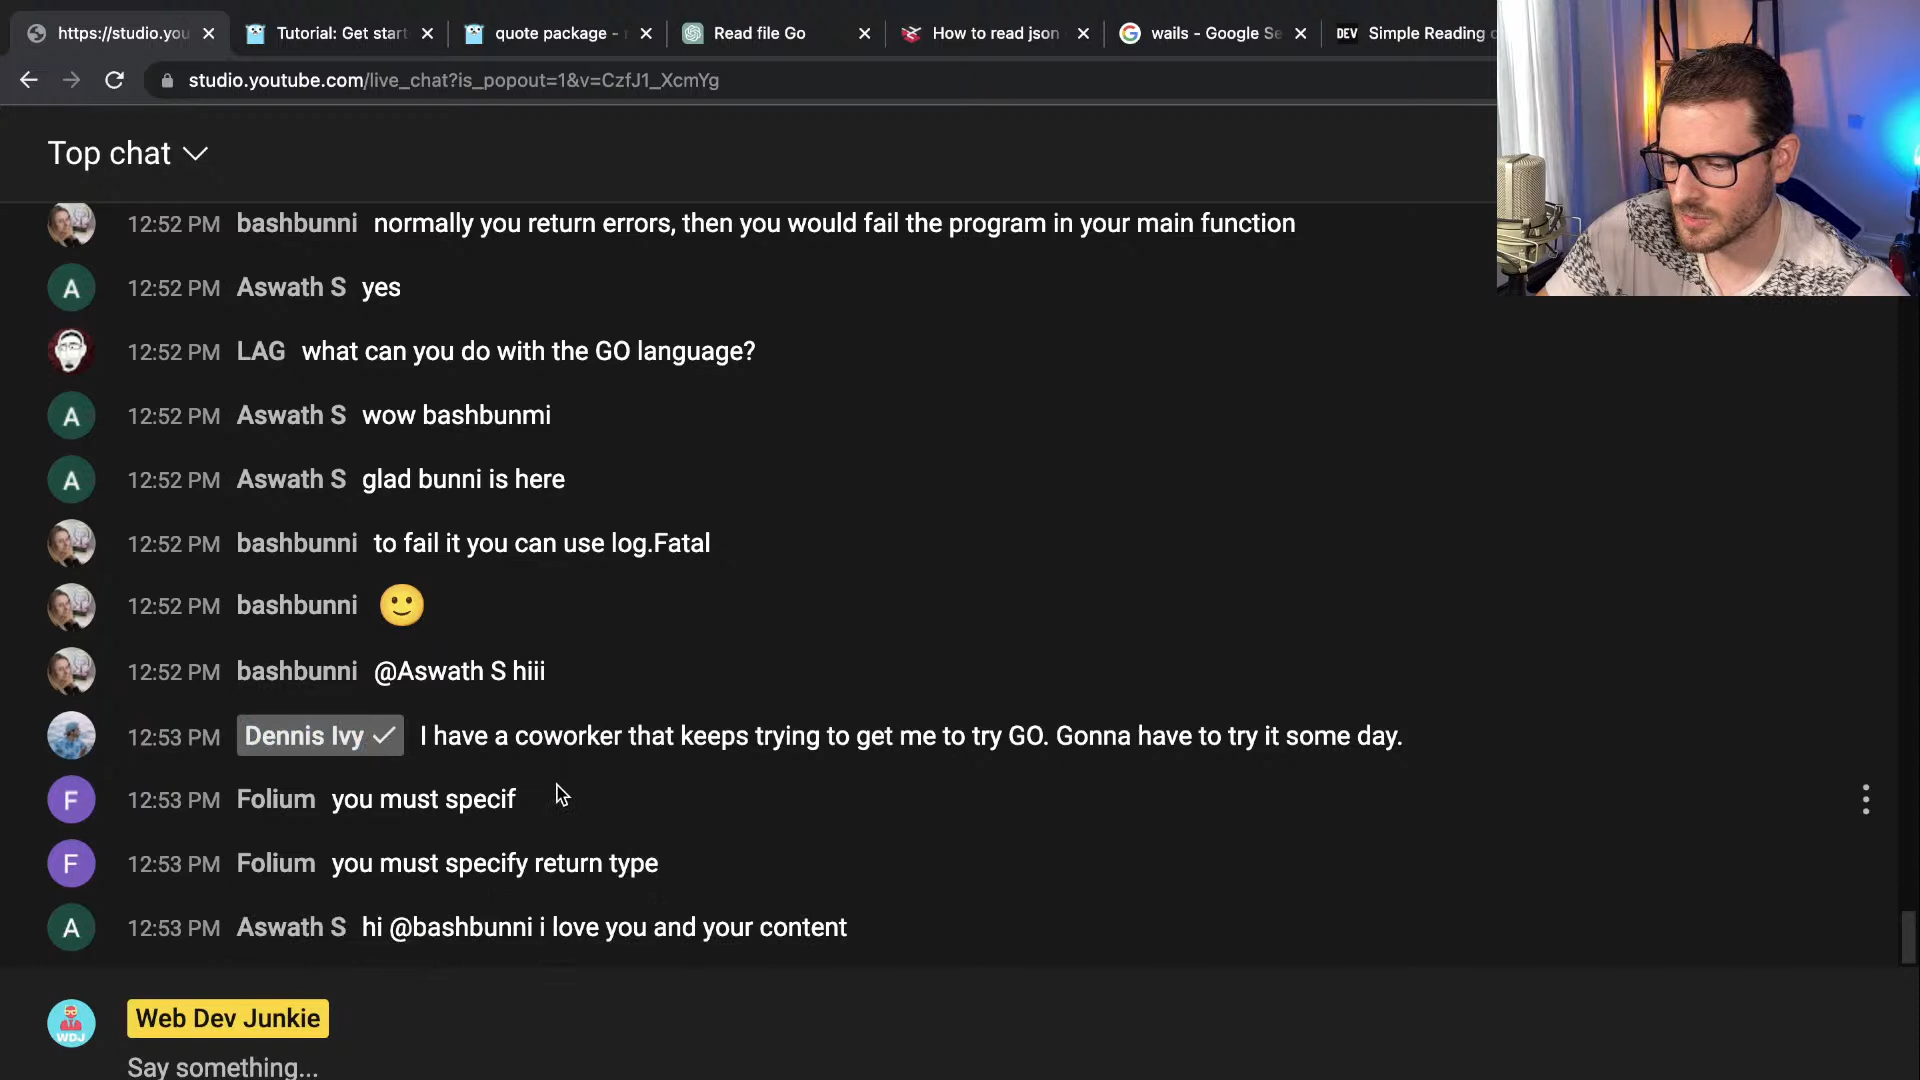 https://studio.you
Tutorial: Get start
quote package -
Read file Go
How to read json
wails - Google Se
DEV Simple Reading
studio.youtube.com/live_chat?is_popout=1&v=CzfJ1_XcmYg
Top chat
12:52 PM bashbunni normally you return errors, then you would fail the program in your main function
A 12:52 PM Aswath S yes
12:52 PM LAG what can you do with the GO language?
A 12:52 PM Aswath S wow bashbunmi
A 12:52 PM Aswath S glad bunni is here
12:52 PM bashbunni to fail it you can use log.Fatal
12:52 PM bashbunni 🙂
12:52 PM bashbunni @Aswath S hiii
12:53 PM Dennis Ivy ✓ I have a coworker that keeps trying to get me to try GO. Gonna have to try it some day.
F 12:53 PM Folium you must specif
F 12:53 PM Folium you must specify return type
A 12:53 PM Aswath S hi @bashbunni i love you and your content
WDJ Web Dev Junkie
Say something...